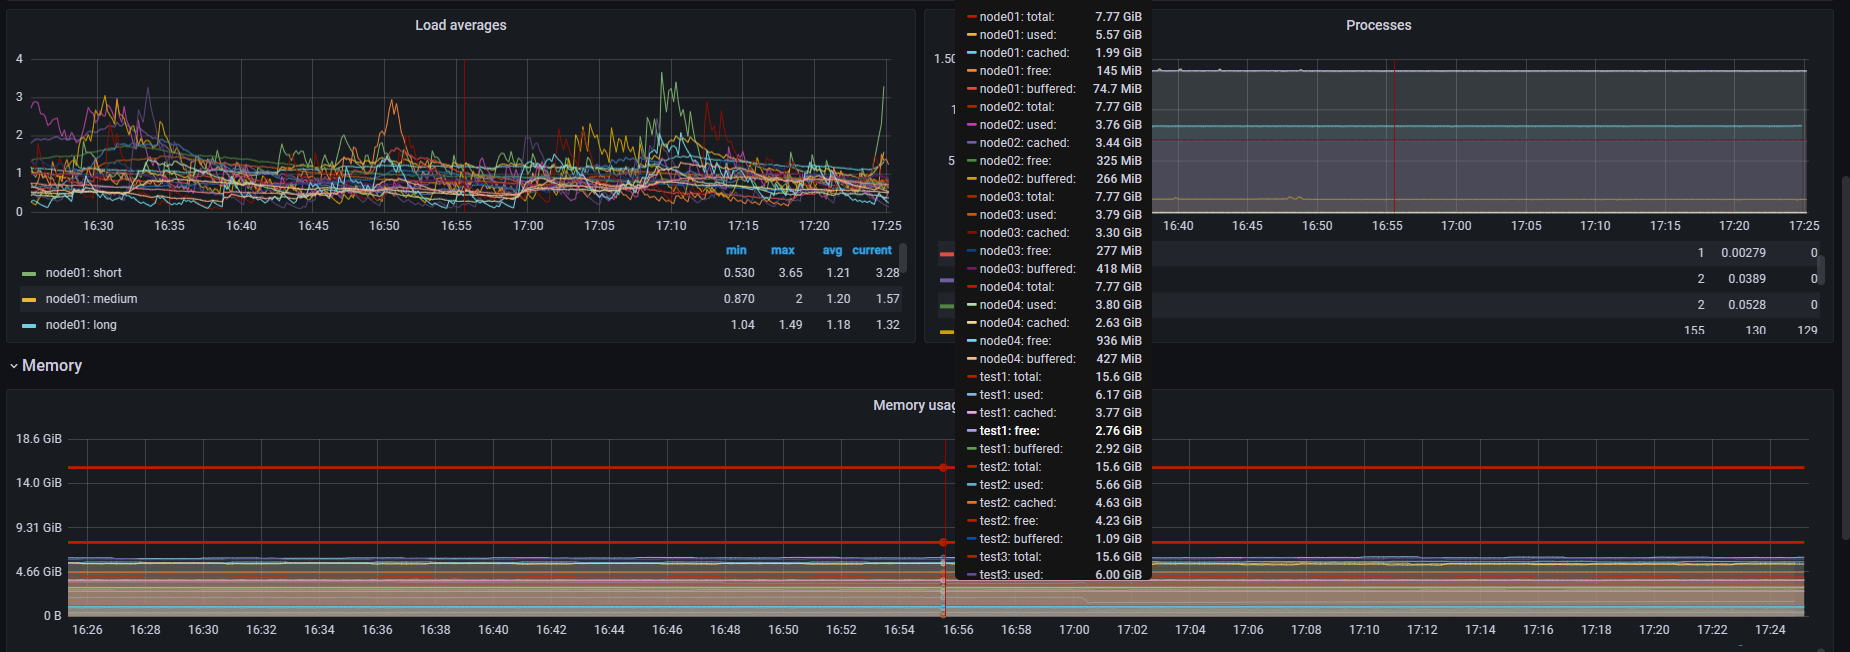 Load averages
4
3
2
1
0
16:30 16:35 16:40 16:45 16:50 16:55 17:00 17:05 17:10 17:15 17:20 17:25
min max avg current
node01: short 0.530 3.65 1.21 3.28
node01: medium 0.870 2 1.20 1.57
node01: long 1.04 1.49 1.18 1.32
node01: total: 7.77 GiB
node01: used: 5.57 GiB
node01: cached: 1.99 GiB
node01: free: 145 MiB
node01: buffered: 74.7 MiB
node02: total: 7.77 GiB
node02: used: 3.76 GiB
node02: cached: 3.44 GiB
node02: free: 325 MiB
node02: buffered: 266 MiB
node03: total: 7.77 GiB
node03: used: 3.79 GiB
node03: cached: 3.30 GiB
node03: free: 277 MiB
node03: buffered: 418 MiB
node04: total: 7.77 GiB
node04: used: 3.80 GiB
node04: cached: 2.63 GiB
node04: free: 936 MiB
node04: buffered: 427 MiB
test1: total: 15.6 GiB
test1: used: 6.17 GiB
test1: cached: 3.77 GiB
test1: free: 2.76 GiB
test1: buffered: 2.92 GiB
test2: total: 15.6 GiB
test2: used: 5.66 GiB
test2: cached: 4.63 GiB
test2: free: 4.23 GiB
test2: buffered: 1.09 GiB
test3: total: 15.6 GiB
test3: used: 6.00 GiB
Processes
1.50
1
5
16:40 16:45 16:50 16:55 17:00 17:05 17:10 17:15 17:20 17:25
1 0.00279 0
2 0.0389 0
2 0.0528 0
155 130 129
Memory
Memory usag
18.6 GiB
14.0 GiB
9.31 GiB
4.66 GiB
0 B
16:26 16:28 16:30 16:32 16:34 16:36 16:38 16:40 16:42 16:44 16:46 16:48 16:50 16:52 16:54 16:56 16:58 17:00 17:02 17:04 17:06 17:08 17:10 17:12 17:14 17:16 17:18 17:20 17:22 17:24